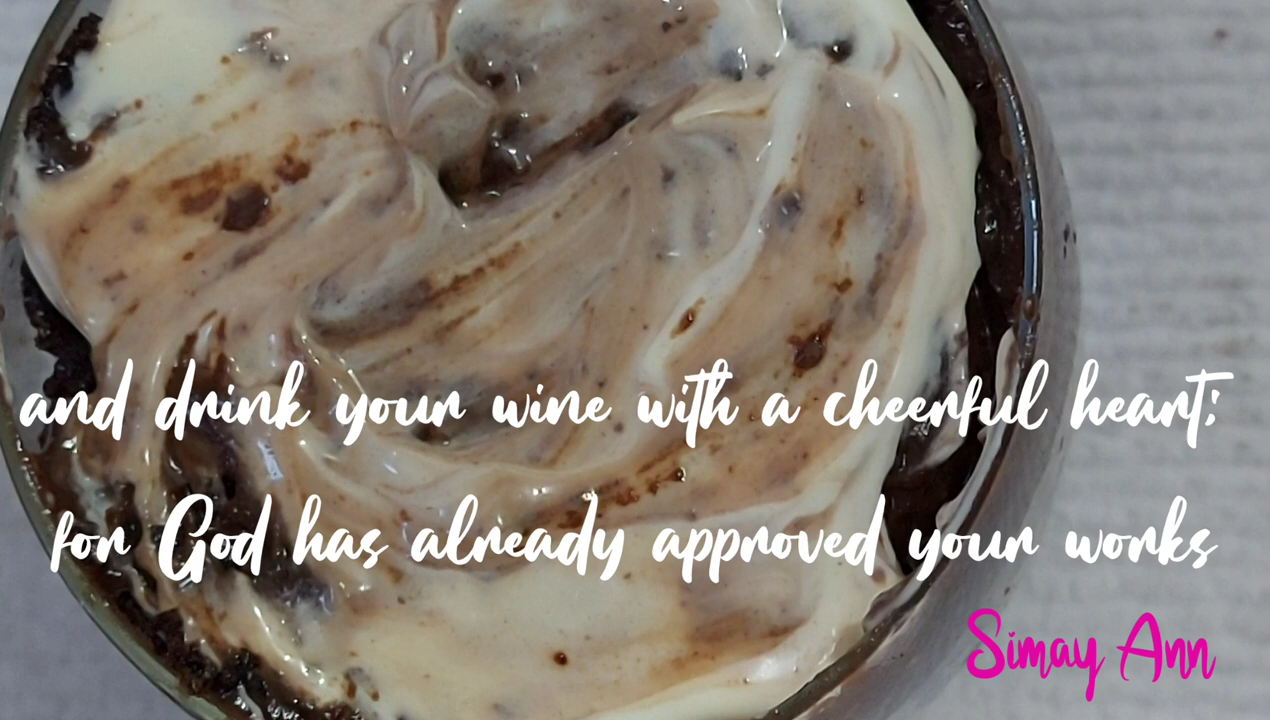 and drink your wine with a cheerful heart;
for God has already approved your works
Simay Ann